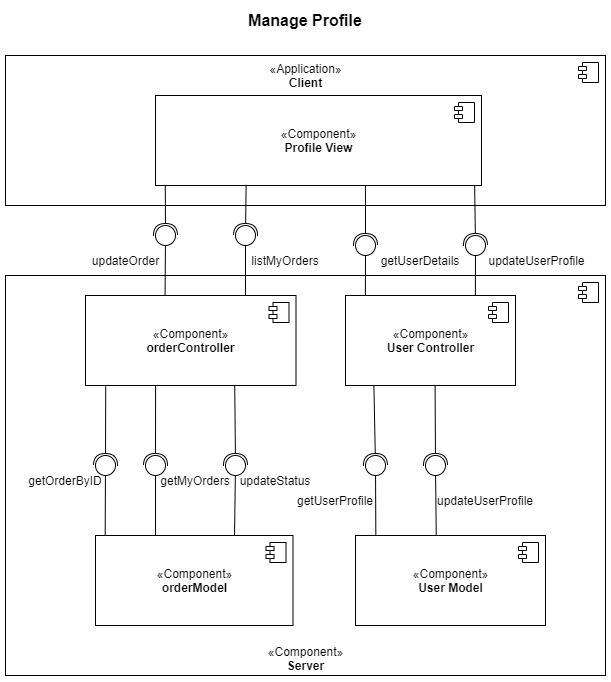 Manage Profile
«Application»
Client
«Component»
Profile View
updateOrder
listMyOrders
getUserDetails
updateUserProfile
«Component»
orderController
«Component»
User Controller
getOrderByID
getMyOrders
updateStatus
getUserProfile
updateUserProfile
«Component»
orderModel
«Component»
User Model
«Component»
Server